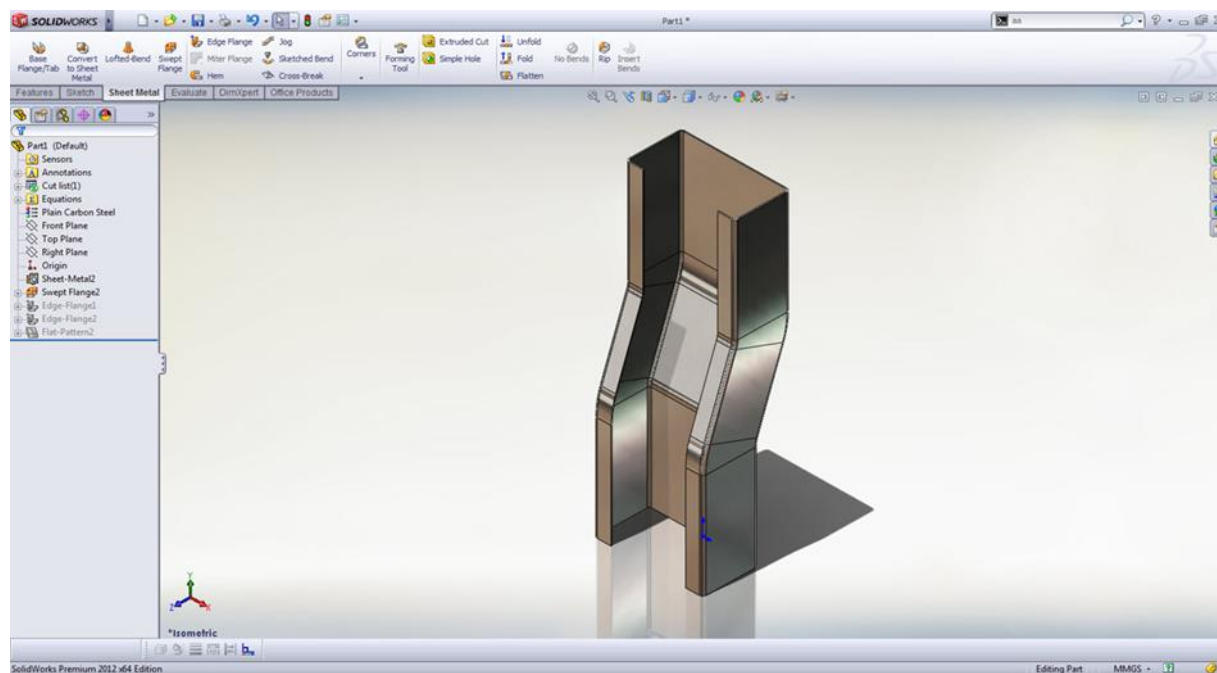 SOLIDWORKS
Part1 *
aa
Base Flange/Tab
Convert to Sheet Metal
Lofted-Bend
Swept Flange
Edge Flange
Miter Flange
Hem
Jog
Sketched Bend
Cross-Break
Corners
Forming Tool
Extruded Cut
Simple Hole
Unfold
Fold
Flatten
No Bends
Rip
Insert Bends
Features Sketch Sheet Metal Evaluate DimXpert Office Products
Part1 (Default)
Sensors
Annotations
Cut list(1)
Equations
Plain Carbon Steel
Front Plane
Top Plane
Right Plane
Origin
Sheet-Metal2
Swept Flange2
Edge-Flange1
Edge-Flange2
Flat-Pattern2
Y
Z X
*Isometric
SolidWorks Premium 2012 x64 Edition
Editing Part MMGS